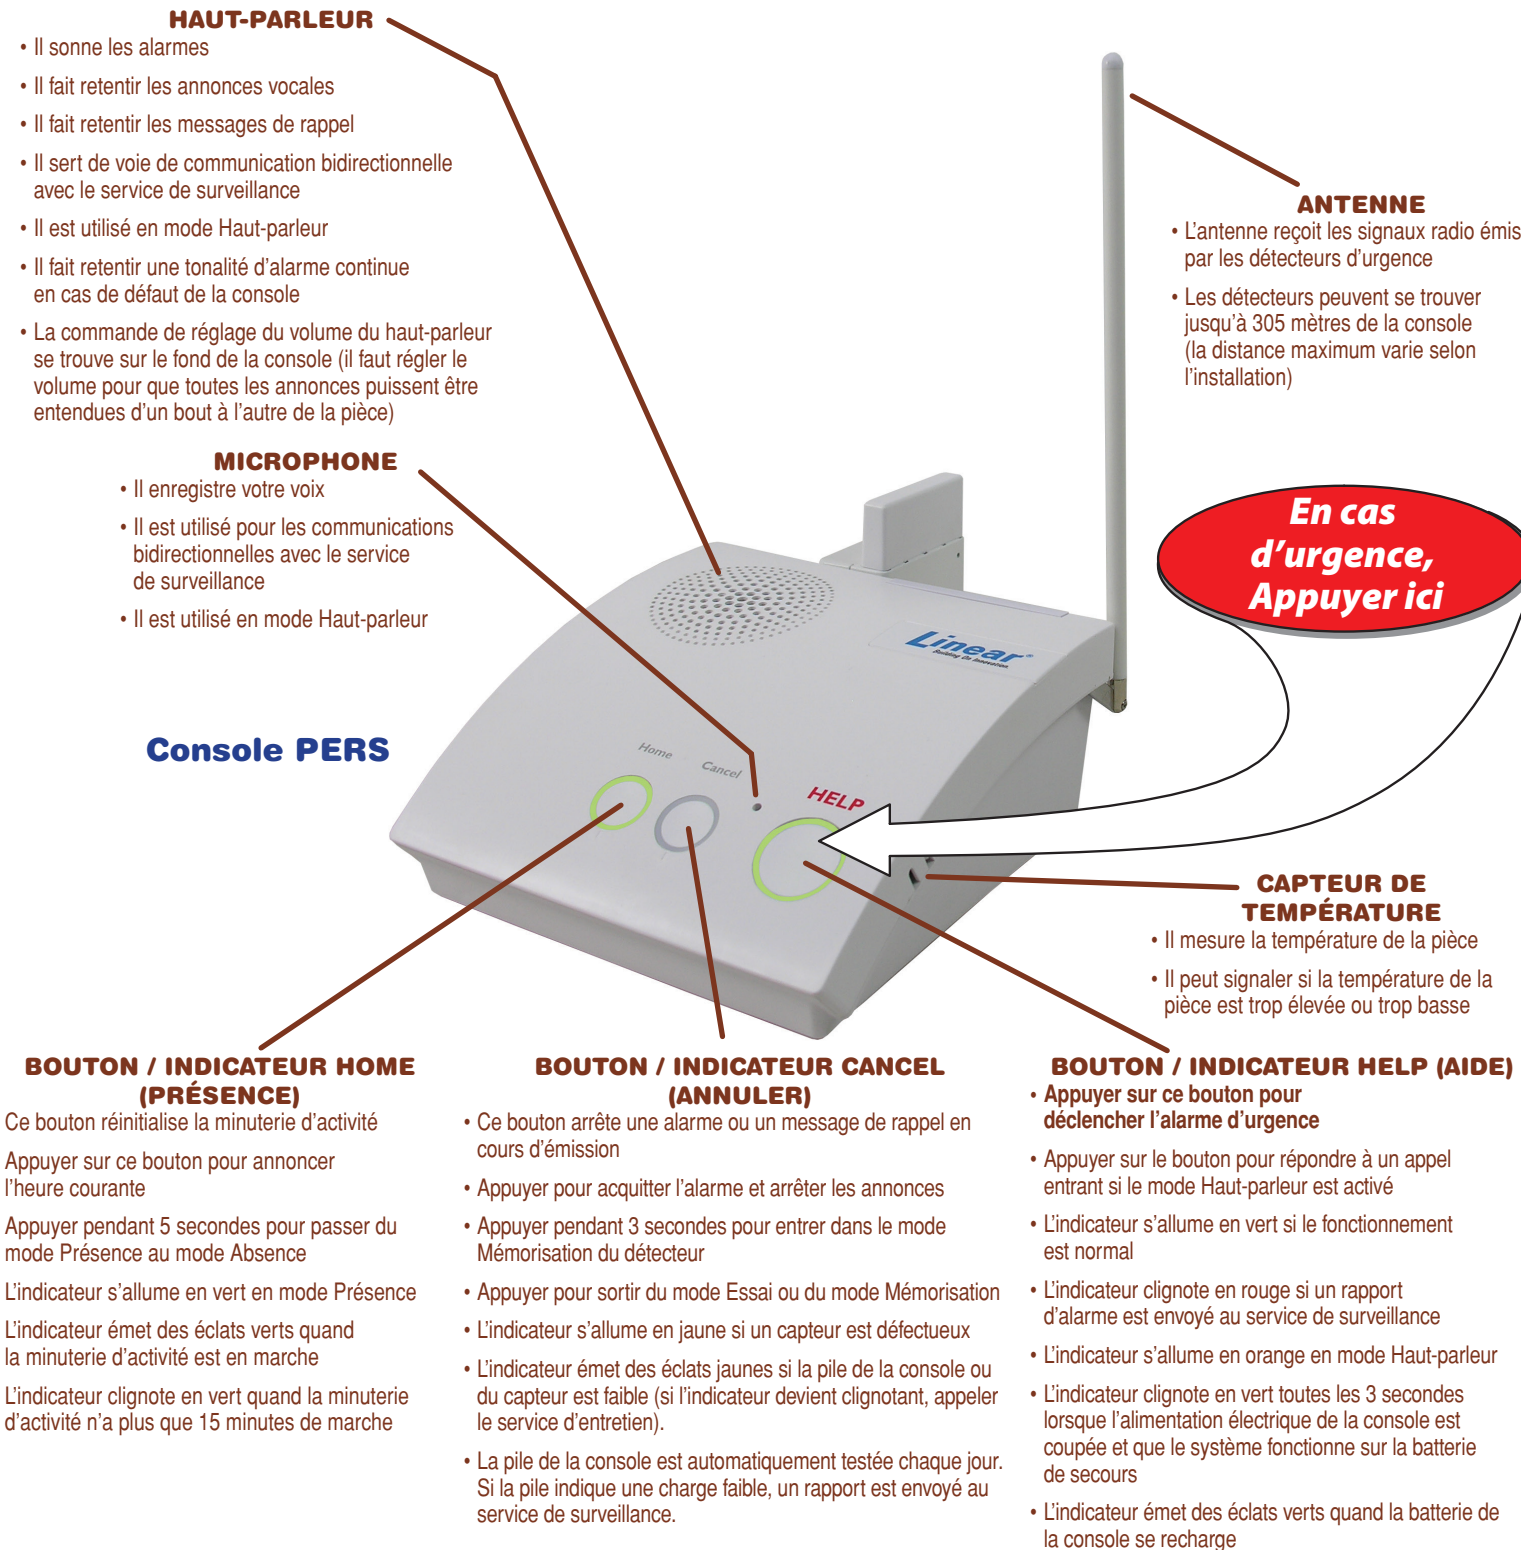 HAUT-PARLEUR
• Il sonne les alarmes
• Il fait retentir les annonces vocales
• Il fait retentir les messages de rappel
• Il sert de voie de communication bidirectionnelle
avec le service de surveillance
• Il est utilisé en mode Haut-parleur
• Il fait retentir une tonalité d’alarme continue
en cas de défaut de la console
• La commande de réglage du volume du haut-parleur
se trouve sur le fond de la console (il faut régler le
volume pour que toutes les annonces puissent être
entendues d’un bout à l’autre de la pièce)
ANTENNE
• L’antenne reçoit les signaux radio émis
par les détecteurs d’urgence
• Les détecteurs peuvent se trouver
jusqu’à 305 mètres de la console
(la distance maximum varie selon
l’installation)
MICROPHONE
• Il enregistre votre voix
• Il est utilisé pour les communications
bidirectionnelles avec le service
de surveillance
• Il est utilisé en mode Haut-parleur
En cas
d’urgence,
Appuyer ici
Linear®
Building On Innovation
Console PERS
Home
Cancel
HELP
CAPTEUR DE
TEMPÉRATURE
• Il mesure la température de la pièce
• Il peut signaler si la température de la
pièce est trop élevée ou trop basse
BOUTON / INDICATEUR HOME
(PRÉSENCE)
Ce bouton réinitialise la minuterie d’activité
Appuyer sur ce bouton pour annoncer
l’heure courante
Appuyer pendant 5 secondes pour passer du
mode Présence au mode Absence
L’indicateur s’allume en vert en mode Présence
L’indicateur émet des éclats verts quand
la minuterie d’activité est en marche
L’indicateur clignote en vert quand la minuterie
d’activité n’a plus que 15 minutes de marche
BOUTON / INDICATEUR CANCEL
(ANNULER)
• Ce bouton arrête une alarme ou un message de rappel en
cours d’émission
• Appuyer pour acquitter l’alarme et arrêter les annonces
• Appuyer pendant 3 secondes pour entrer dans le mode
Mémorisation du détecteur
• Appuyer pour sortir du mode Essai ou du mode Mémorisation
• L’indicateur s’allume en jaune si un capteur est défectueux
• L’indicateur émet des éclats jaunes si la pile de la console ou
du capteur est faible (si l’indicateur devient clignotant, appeler
le service d’entretien).
• La pile de la console est automatiquement testée chaque jour.
Si la pile indique une charge faible, un rapport est envoyé au
service de surveillance.
BOUTON / INDICATEUR HELP (AIDE)
• Appuyer sur ce bouton pour
déclencher l’alarme d’urgence
• Appuyer sur le bouton pour répondre à un appel
entrant si le mode Haut-parleur est activé
• L’indicateur s’allume en vert si le fonctionnement
est normal
• L’indicateur clignote en rouge si un rapport
d’alarme est envoyé au service de surveillance
• L’indicateur s’allume en orange en mode Haut-parleur
• L’indicateur clignote en vert toutes les 3 secondes
lorsque l’alimentation électrique de la console est
coupée et que le système fonctionne sur la batterie
de secours
• L’indicateur émet des éclats verts quand la batterie de
la console se recharge